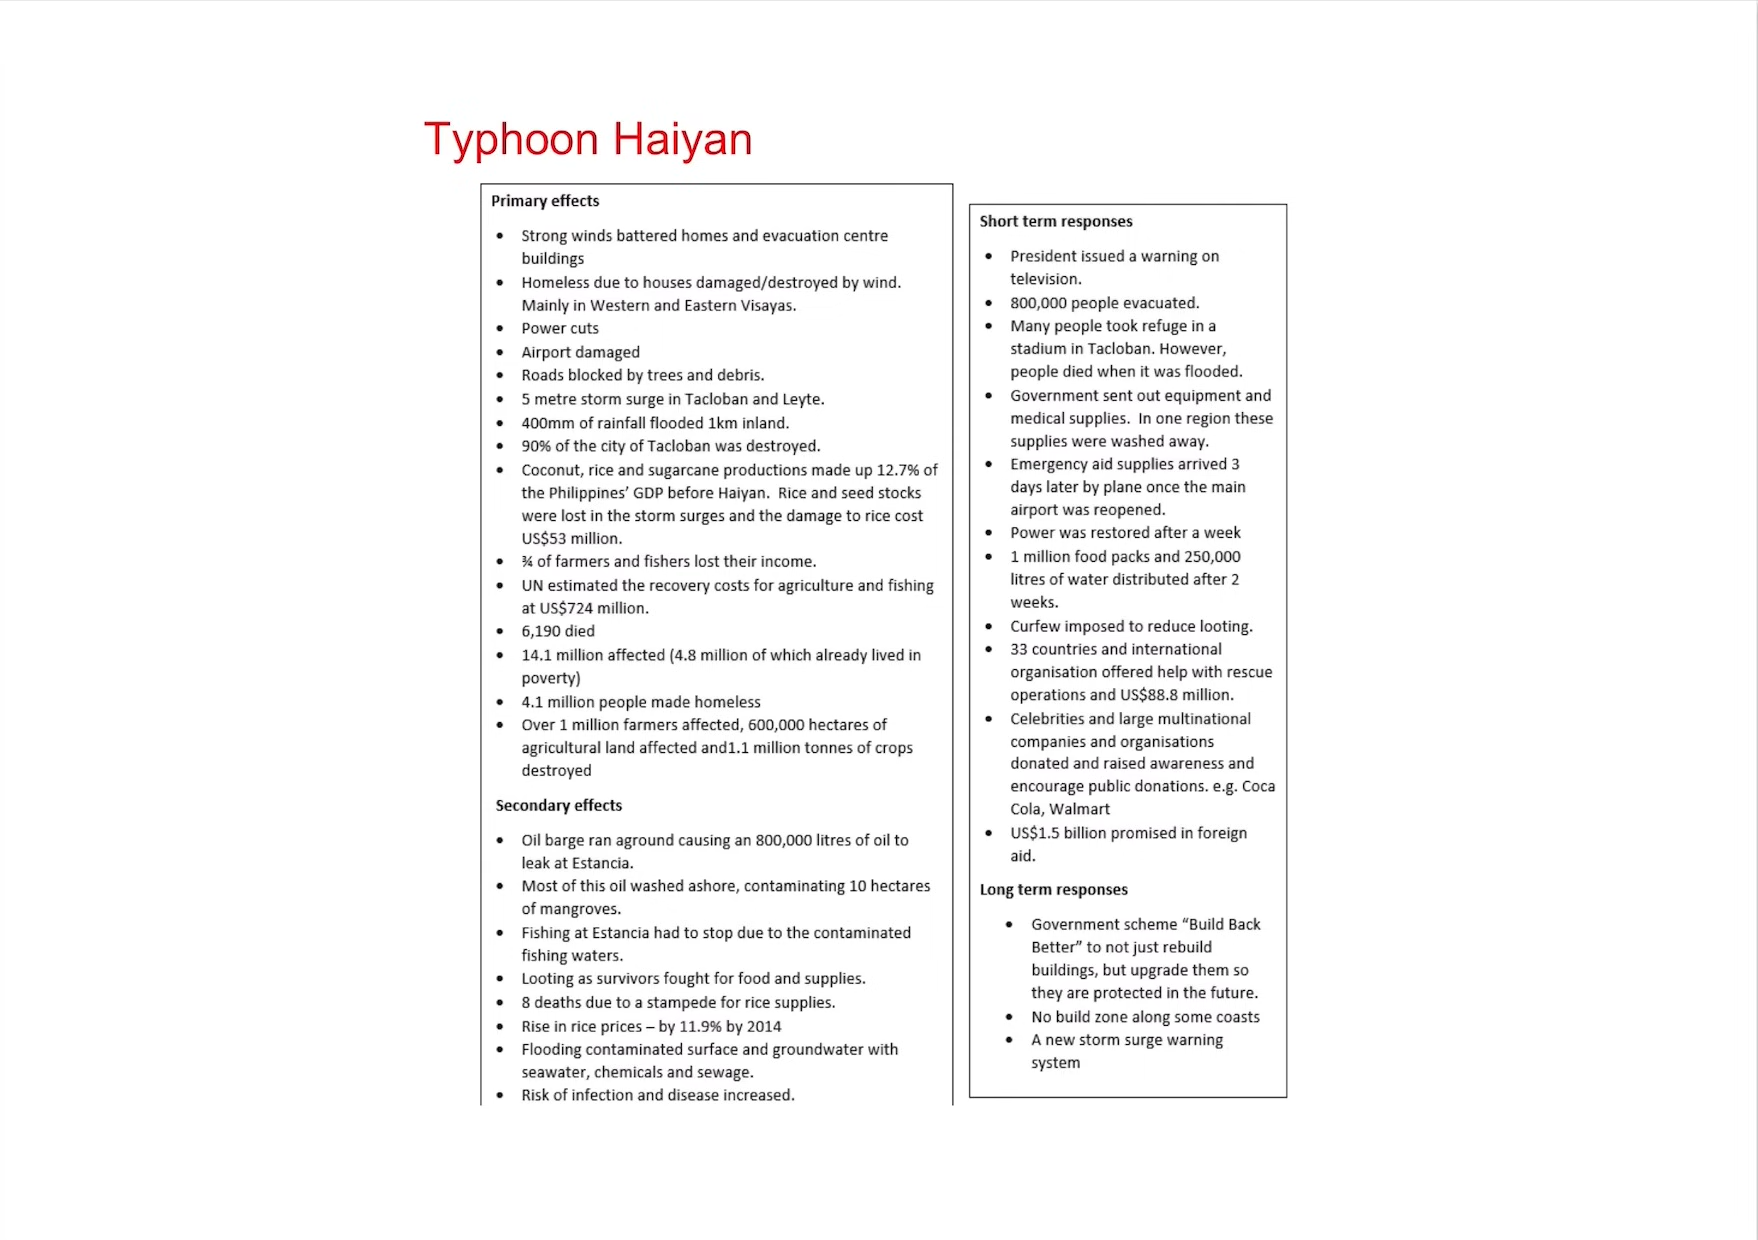 Typhoon Haiyan
Primary effects
• Strong winds battered homes and evacuation centre
buildings
• Homeless due to houses damaged/destroyed by wind.
Mainly in Western and Eastern Visayas.
• Power cuts
• Airport damaged
• Roads blocked by trees and debris.
• 5 metre storm surge in Tacloban and Leyte.
• 400mm of rainfall flooded 1km inland.
• 90% of the city of Tacloban was destroyed.
• Coconut, rice and sugarcane productions made up 12.7% of
the Philippines’ GDP before Haiyan.  Rice and seed stocks
were lost in the storm surges and the damage to rice cost
US$53 million.
• ¾ of farmers and fishers lost their income.
• UN estimated the recovery costs for agriculture and fishing
at US$724 million.
• 6,190 died
• 14.1 million affected (4.8 million of which already lived in
poverty)
• 4.1 million people made homeless
• Over 1 million farmers affected, 600,000 hectares of
agricultural land affected and1.1 million tonnes of crops
destroyed
Secondary effects
• Oil barge ran aground causing an 800,000 litres of oil to
leak at Estancia.
• Most of this oil washed ashore, contaminating 10 hectares
of mangroves.
• Fishing at Estancia had to stop due to the contaminated
fishing waters.
• Looting as survivors fought for food and supplies.
• 8 deaths due to a stampede for rice supplies.
• Rise in rice prices – by 11.9% by 2014
• Flooding contaminated surface and groundwater with
seawater, chemicals and sewage.
• Risk of infection and disease increased.
Short term responses
• President issued a warning on
television.
• 800,000 people evacuated.
• Many people took refuge in a
stadium in Tacloban. However,
people died when it was flooded.
• Government sent out equipment and
medical supplies.  In one region these
supplies were washed away.
• Emergency aid supplies arrived 3
days later by plane once the main
airport was reopened.
• Power was restored after a week
• 1 million food packs and 250,000
litres of water distributed after 2
weeks.
• Curfew imposed to reduce looting.
• 33 countries and international
organisation offered help with rescue
operations and US$88.8 million.
• Celebrities and large multinational
companies and organisations
donated and raised awareness and
encourage public donations. e.g. Coca
Cola, Walmart
• US$1.5 billion promised in foreign
aid.
Long term responses
• Government scheme “Build Back
Better” to not just rebuild
buildings, but upgrade them so
they are protected in the future.
• No build zone along some coasts
• A new storm surge warning
system